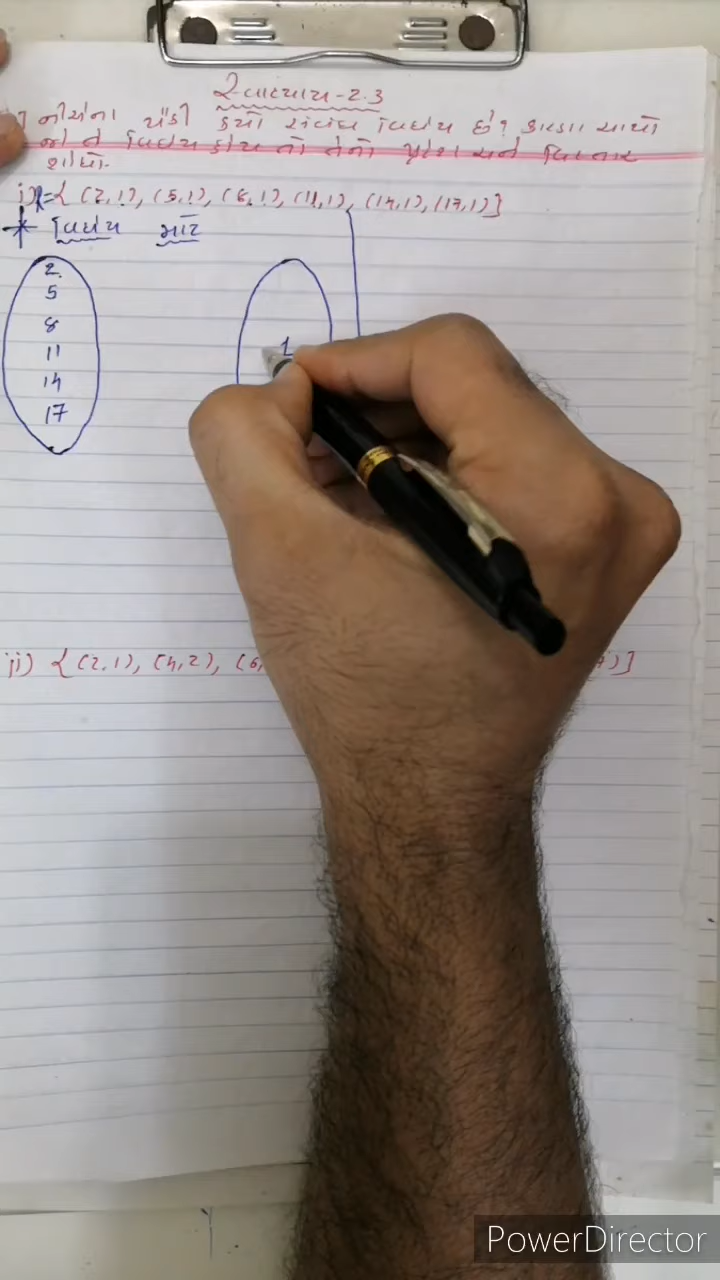 સ્વાધ્યાય-2.3
નીચેના પૈકી કયો સંબંધ વિધેય છે? કારણ આપો
જો તે વિધેય હોય તો તેનો પ્રદેશ અને વિસ્તાર
શોધો.
i) R={ (2,1), (5,1), (8,1), (11,1), (14,1), (17,1)}
* વિધેય માટે
2
5
8
11
14
17
1
ii) { (2,1), (4,2), (6,
)}
PowerDirector